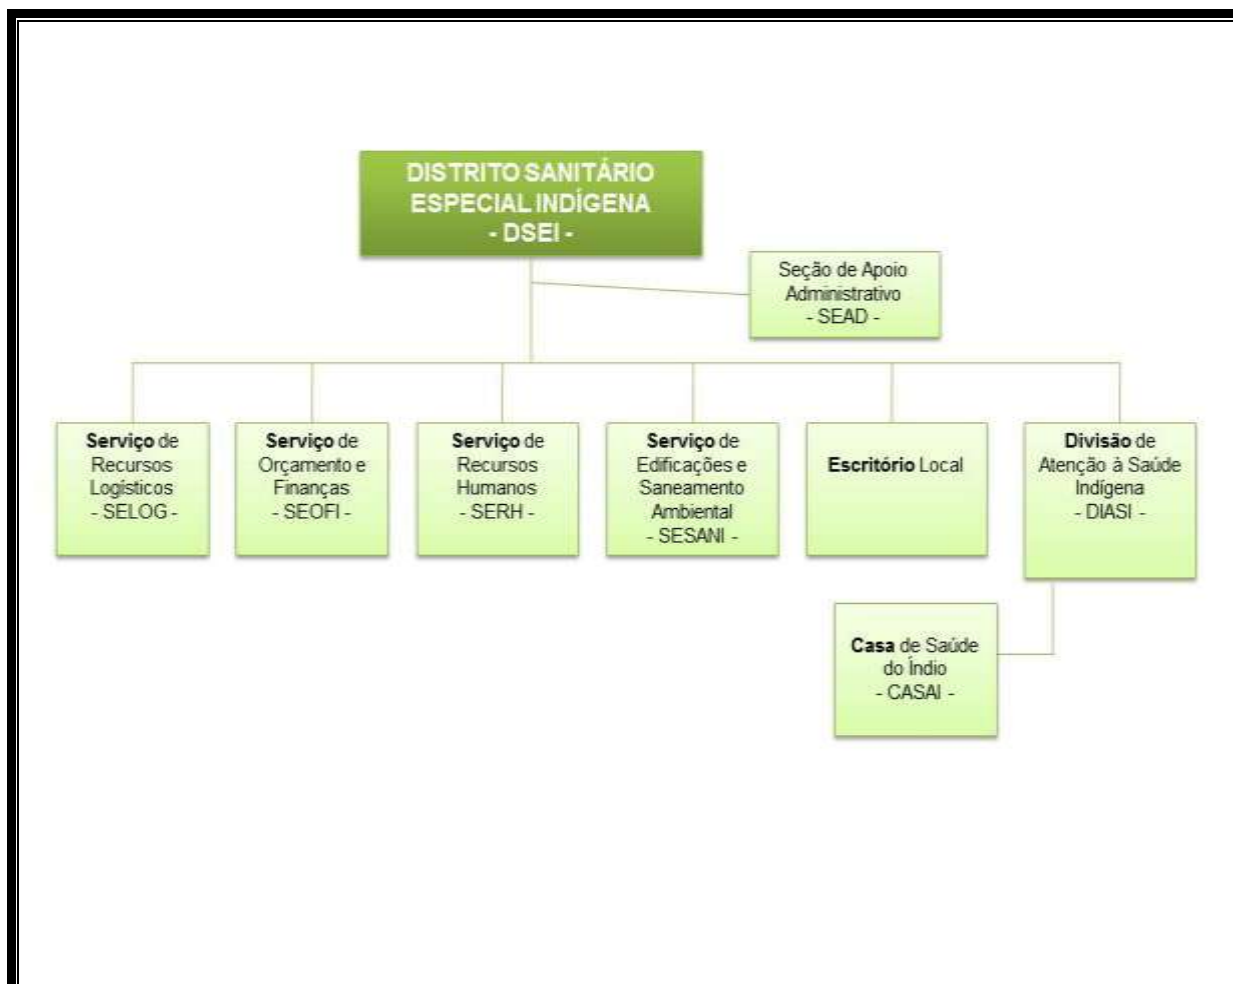 DISTRITO SANITÁRIO
ESPECIAL INDÍGENA
- DSEI -
Seção de Apoio
Administrativo
- SEAD -
Serviço de
Recursos
Logísticos
- SELOG -
Serviço de
Orçamento e
Finanças
- SEOFI -
Serviço de
Recursos
Humanos
- SERH -
Serviço de
Edificações e
Saneamento
Ambiental
- SESANI -
Escritório Local
Divisão de
Atenção à Saúde
Indígena
- DIASI -
Casa de Saúde
do Índio
- CASAI -